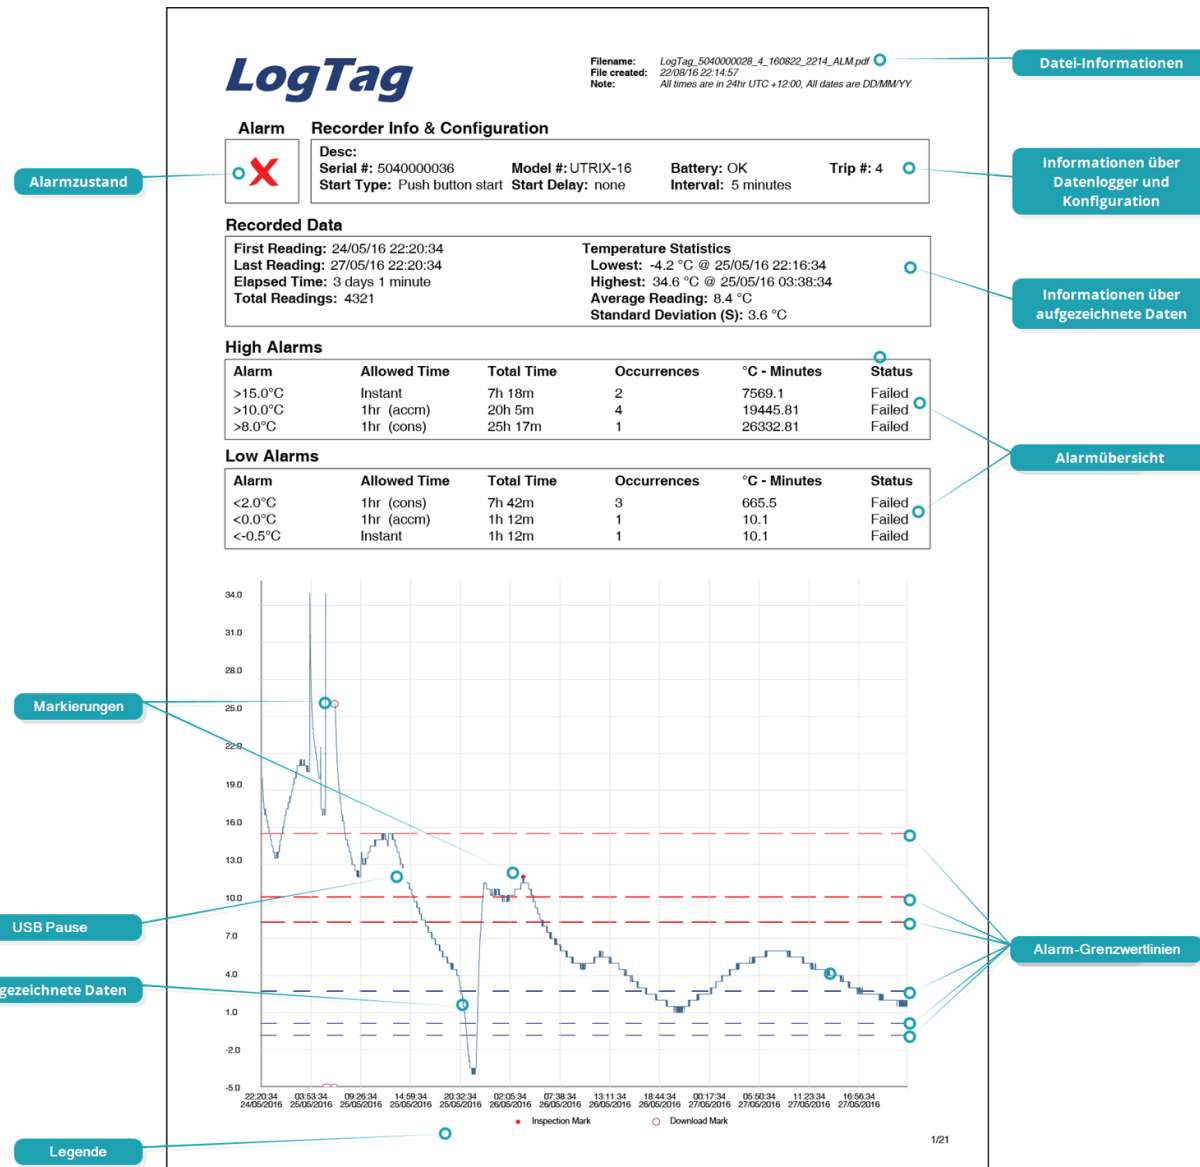 LogTag
Filename: LogTag_5040000028_4_160822_2214_ALM.pdf
File created: 22/08/16 22:14:57
Note: All times are in 24hr UTC +12:00, All dates are DD/MM/YY
Datei-Informationen
Alarm
Recorder Info & Configuration
Desc:
Serial #: 5040000036 Model #: UTRIX-16 Battery: OK Trip #: 4
Start Type: Push button start Start Delay: none Interval: 5 minutes
Alarmzustand
Informationen über
Datenlogger und
Konfiguration
Recorded Data
First Reading: 24/05/16 22:20:34
Last Reading: 27/05/16 22:20:34
Elapsed Time: 3 days 1 minute
Total Readings: 4321
Temperature Statistics
Lowest: -4.2 °C @ 25/05/16 22:16:34
Highest: 34.6 °C @ 25/05/16 03:38:34
Average Reading: 8.4 °C
Standard Deviation (S): 3.6 °C
Informationen über
aufgezeichnete Daten
High Alarms
Alarm Allowed Time Total Time Occurrences °C - Minutes Status
>15.0°C Instant 7h 18m 2 7569.1 Failed
>10.0°C 1hr (accm) 20h 5m 4 19445.81 Failed
>8.0°C 1hr (cons) 25h 17m 1 26332.81 Failed
Low Alarms
Alarm Allowed Time Total Time Occurrences °C - Minutes Status
<2.0°C 1hr (cons) 7h 42m 3 665.5 Failed
<0.0°C 1hr (accm) 1h 12m 1 10.1 Failed
<-0.5°C Instant 1h 12m 1 10.1 Failed
Alarmübersicht
34.0
31.0
28.0
25.0
22.0
19.0
16.0
13.0
10.0
7.0
4.0
1.0
-2.0
-5.0
Markierungen
USB Pause
gezeichnete Daten
Alarm-Grenzwertlinien
22:20:34 03:53:34 09:26:34 14:59:34 20:32:34 02:05:34 07:38:34 13:11:34 18:44:34 00:17:34 05:50:34 11:23:34 16:56:34
24/05/2016 25/05/2016 25/05/2016 25/05/2016 25/05/2016 26/05/2016 26/05/2016 26/05/2016 26/05/2016 27/05/2016 27/05/2016 27/05/2016 27/05/2016
Inspection Mark Download Mark
Legende
1/21